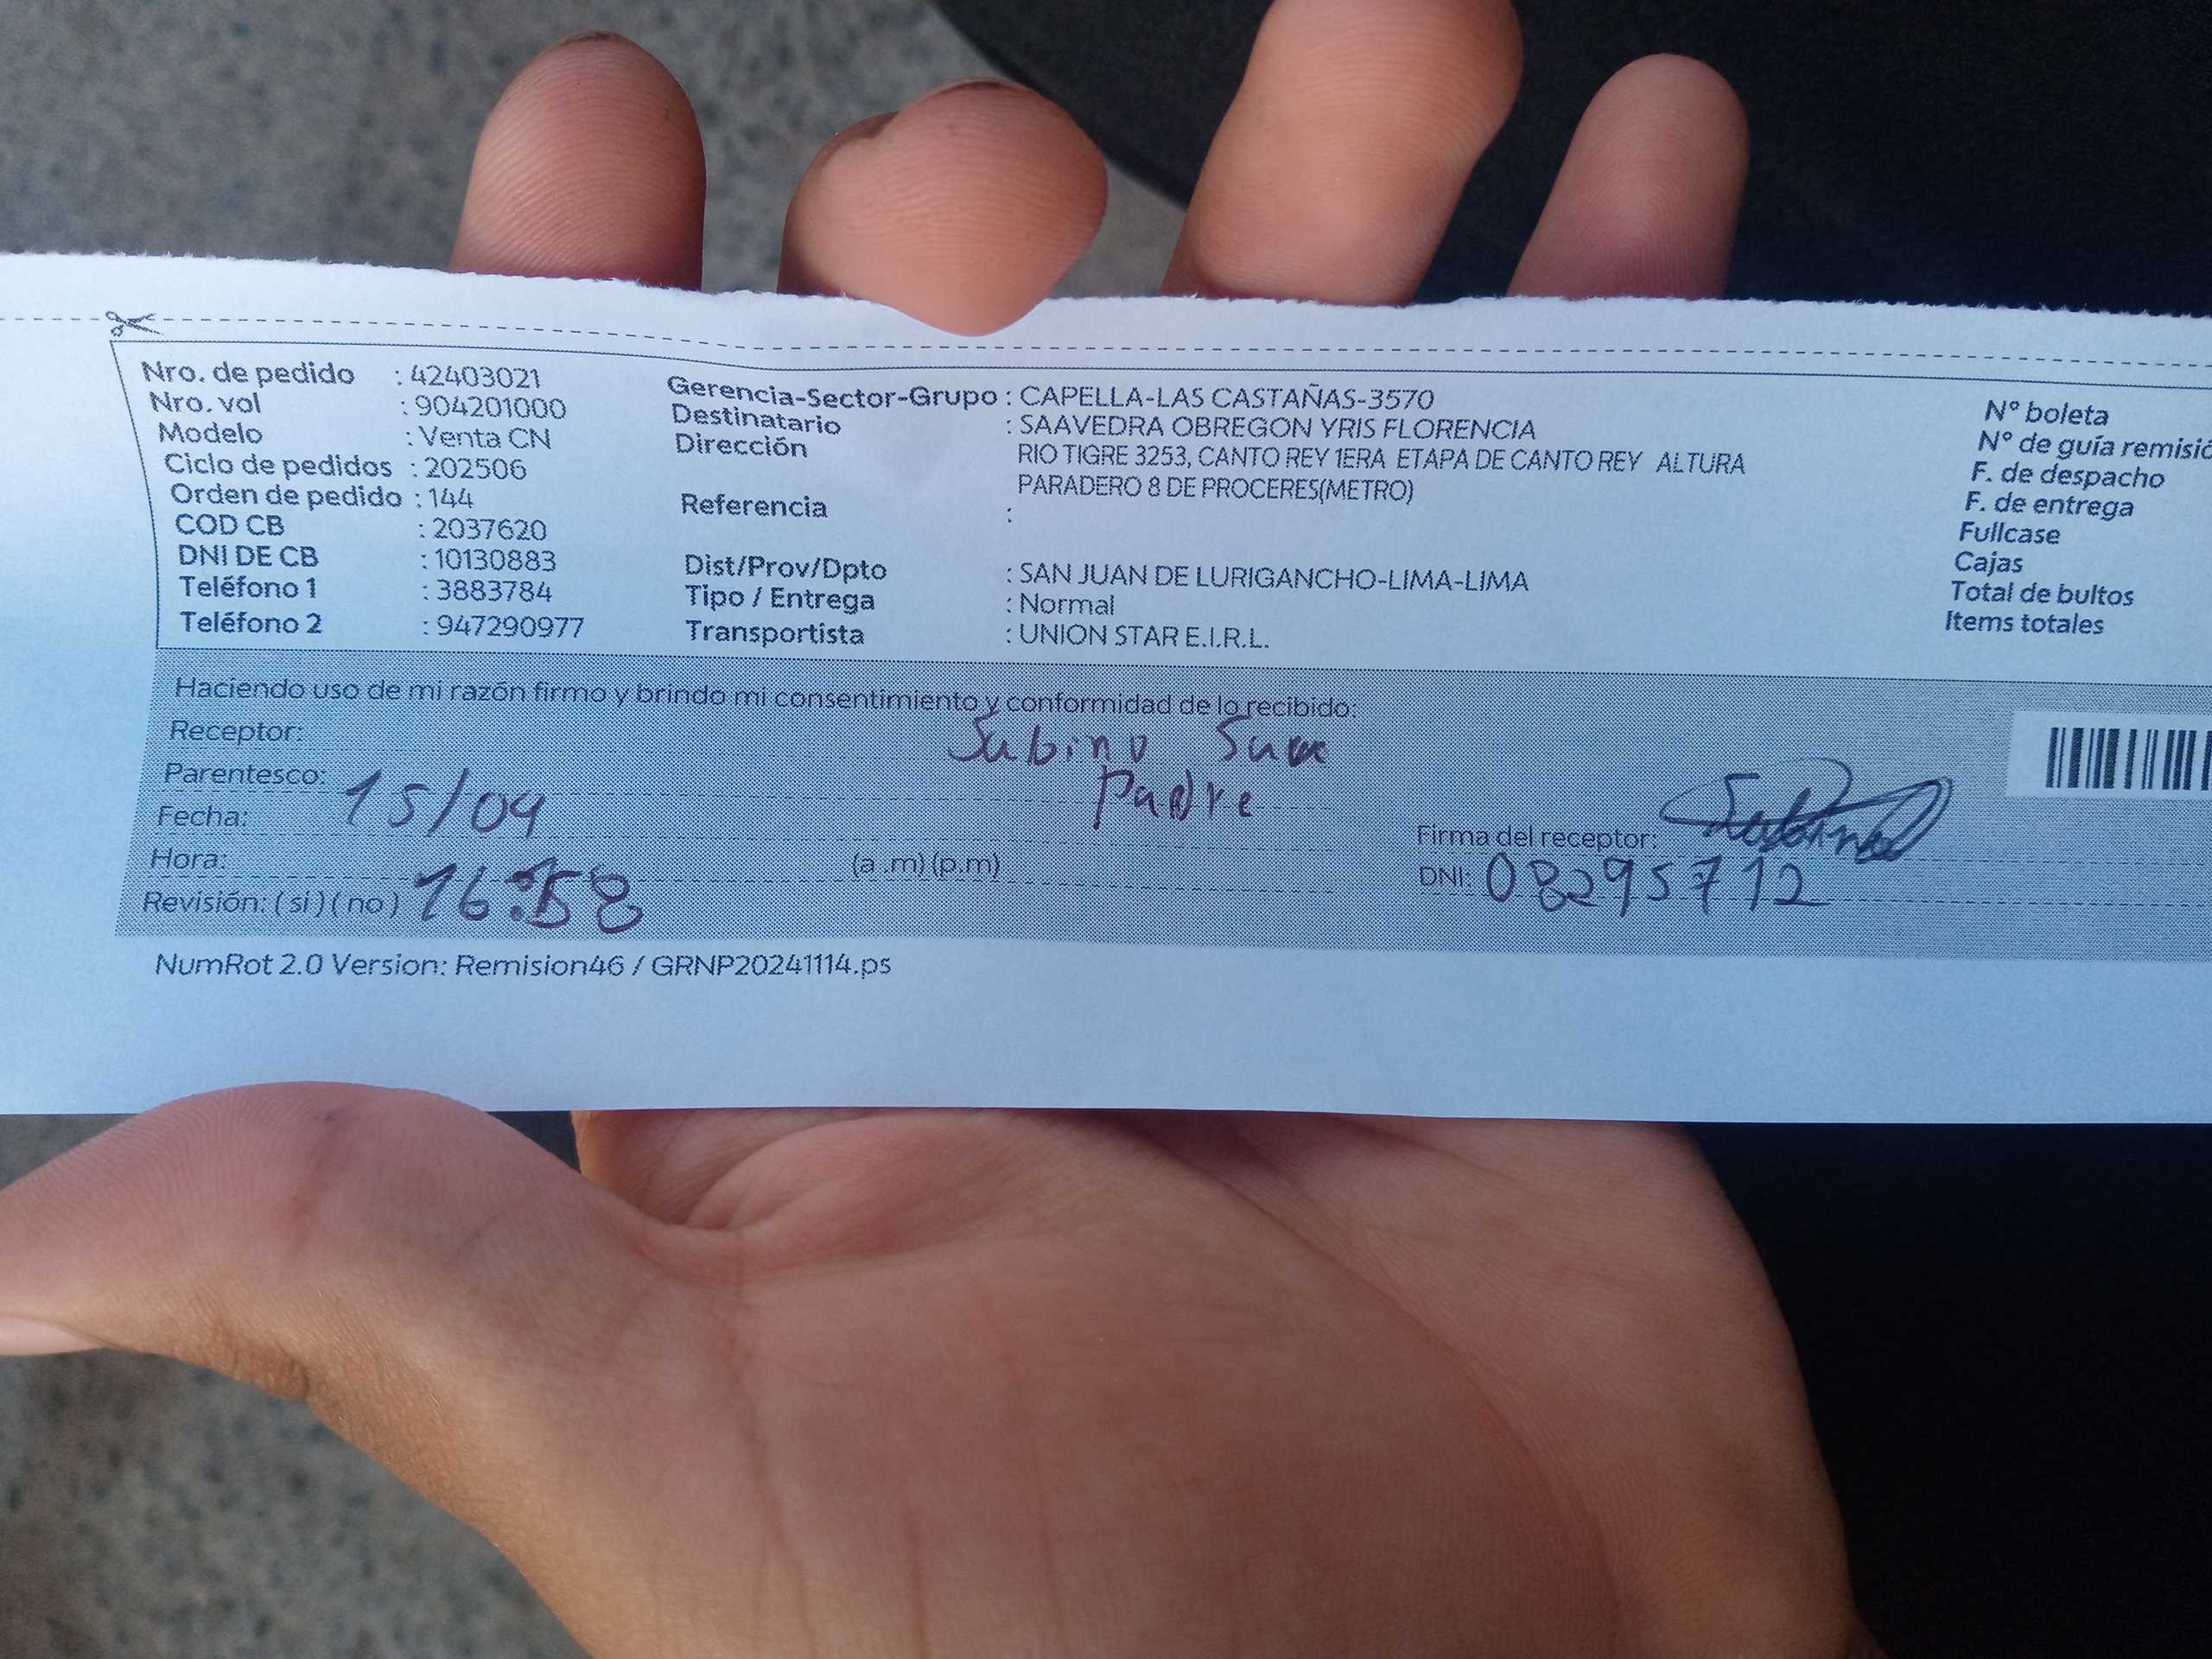 Nro. de pedido : 42403021
Nro. vol : 904201000
Modelo : Venta CN
Ciclo de pedidos : 202506
Orden de pedido : 144
COD CB : 2037620
DNI DE CB : 10130883
Teléfono 1 : 3883784
Teléfono 2 : 947290977
Gerencia-Sector-Grupo : CAPELLA-LAS CASTAÑAS-3570
Destinatario : SAAVEDRA OBREGON YRIS FLORENCIA
Dirección RIO TIGRE 3253, CANTO REY 1ERA ETAPA DE CANTO REY ALTURA
PARADERO 8 DE PROCERES(METRO)
Referencia :
Dist/Prov/Dpto : SAN JUAN DE LURIGANCHO-LIMA-LIMA
Tipo / Entrega : Normal
Transportista : UNION STAR E.I.R.L.
N° boleta
N° de guía remisió
F. de despacho
F. de entrega
Fullcase
Cajas
Total de bultos
Items totales
Haciendo uso de mi razón firmo y brindo mi consentimiento y conformidad de lo recibido:
Receptor: Sabino
Parentesco: Padre
Fecha: 15/04
Hora: (a .m) (p.m)
Revisión: ( si ) ( no ) 16:58
Firma del receptor: Sabino
DNI: 08295712
NumRot 2.0 Version: Remision46 / GRNP20241114.ps